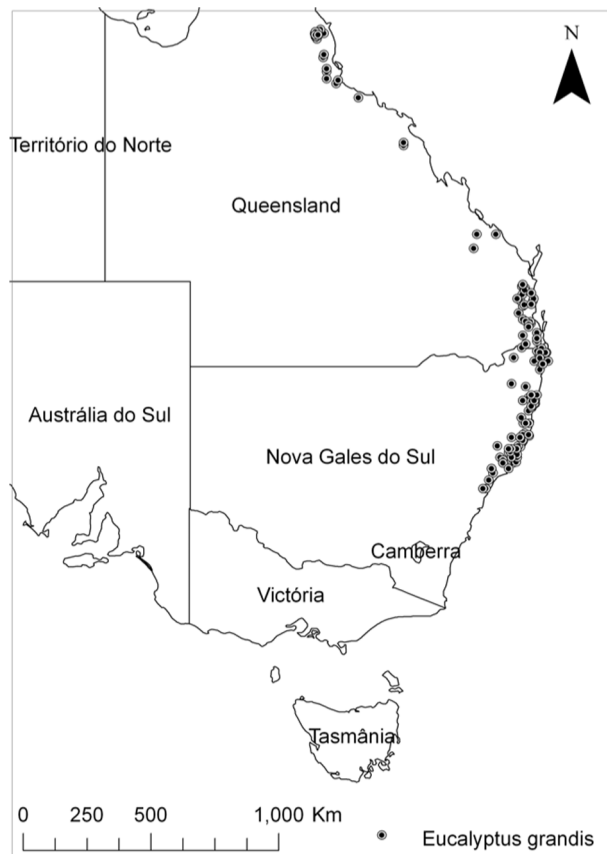 N
Território do Norte
Queensland
Austrália do Sul
Nova Gales do Sul
Camberra
Victória
Tasmânia
0 250 500 1,000 Km
Eucalyptus grandis